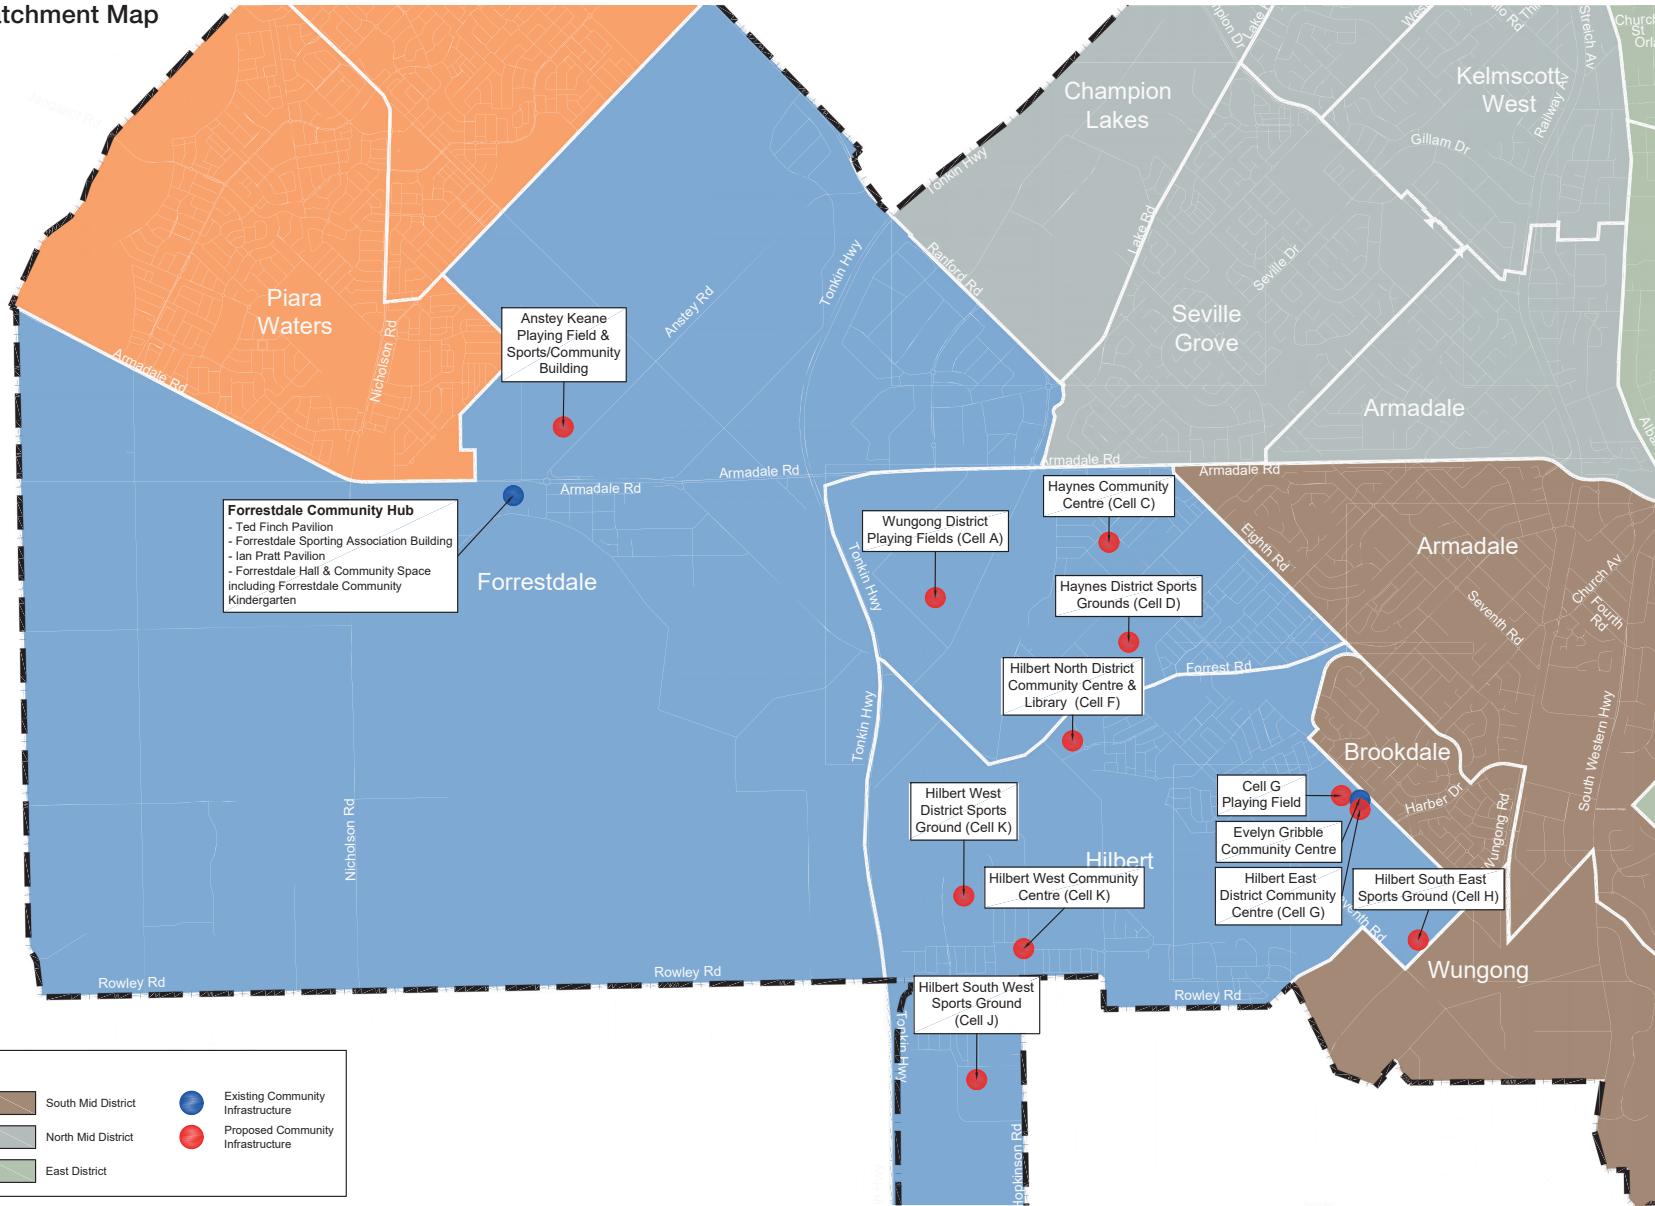 tchment Map
Champion
Lakes
Kelmscott
West
Streich Av
Railway Av
Gillam Dr
Church
St
Tonkin Hwy
Lake Rd
Ranford Rd
Seville Dr
Seville
Grove
Armadale
Piara
Waters
Armadale Rd
Nicholson Rd
Anstey Rd
Tonkin Hwy
Anstey Keane
Playing Field &
Sports/Community
Building
Armadale Rd
Armadale Rd
Armadale Rd
Armadale Rd
Forrestdale Community Hub
- Ted Finch Pavilion
- Forrestdale Sporting Association Building
- Ian Pratt Pavilion
- Forrestdale Hall & Community Space
including Forrestdale Community
Kindergarten
Forrestdale
Wungong District
Playing Fields (Cell A)
Haynes Community
Centre (Cell C)
Haynes District Sports
Grounds (Cell D)
Hilbert North District
Community Centre &
Library (Cell F)
Tonkin Hwy
Tonkin Hwy
Eighth Rd
Forrest Rd
Armadale
Church Av
Fourth
Rd
Seventh Rd
South Western Hwy
Brookdale
Harber Dr
Wungong Rd
Hilbert West
District Sports
Ground (Cell K)
Hilbert
Cell G
Playing Field
Evelyn Gribble
Community Centre
Hilbert East
District Community
Centre (Cell G)
Hilbert South East
Sports Ground (Cell H)
Hilbert West Community
Centre (Cell K)
Nicholson Rd
Wungong
Rowley Rd
Rowley Rd
Rowley Rd
Hilbert South West
Sports Ground
(Cell J)
Tonkin Hwy
opkinson Rd
South Mid District
North Mid District
East District
Existing Community
Infrastructure
Proposed Community
Infrastructure